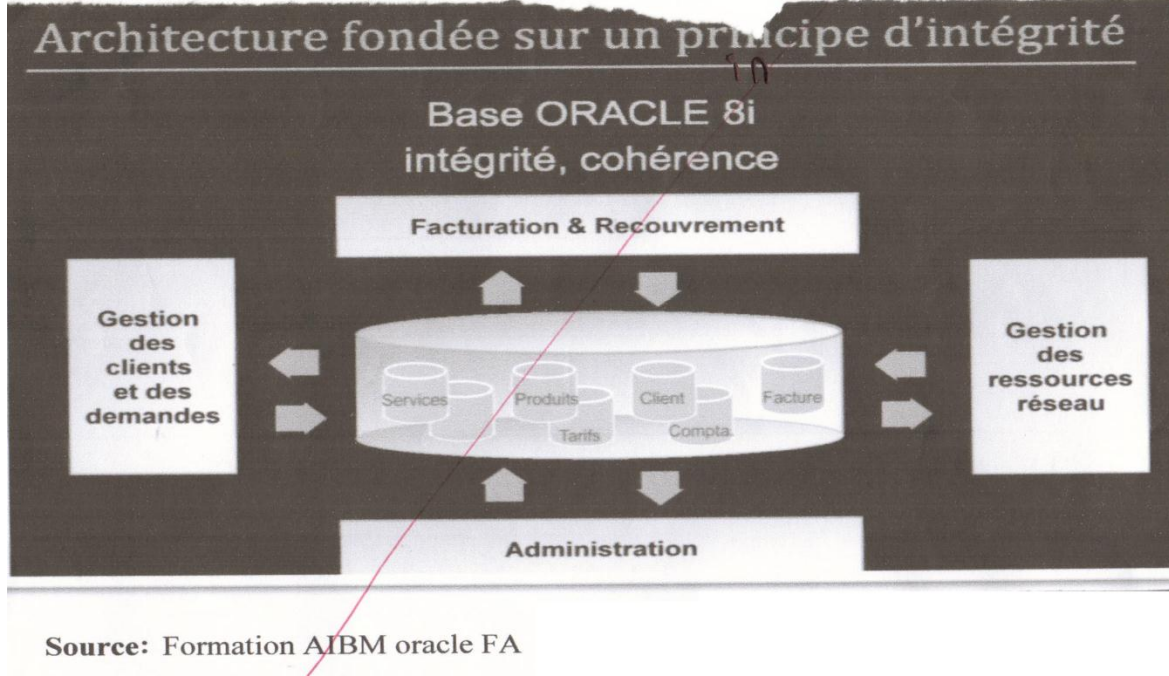 Architecture fondée sur un principe d'intégrité
in
Base ORACLE 8i
intégrité, cohérence
Facturation & Recouvrement
Gestion
des
clients
et des
demandes
Services
Produits
Tarifs
Client
Compta.
Facture
Gestion
des
ressources
réseau
Administration
Source: Formation AIBM oracle FA